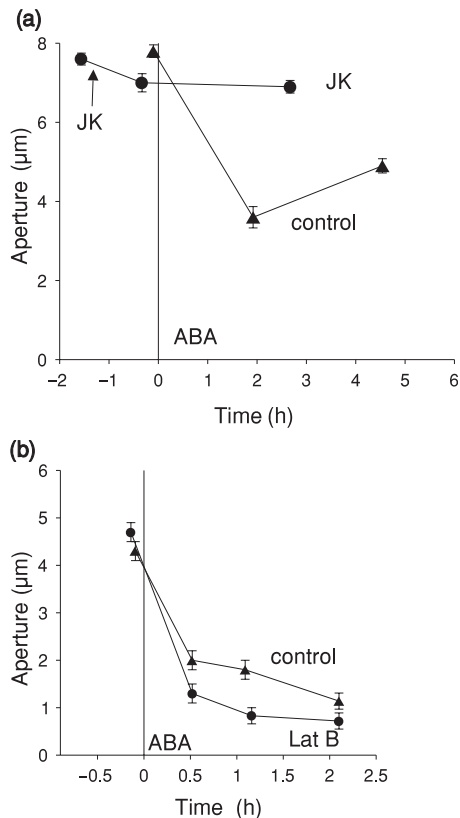 (a)
8
6
4
2
0
Aperture (µm)
JK
JK
control
ABA
−2 −1 0 1 2 3 4 5 6
Time (h)
(b)
6
5
4
3
2
1
0
Aperture (µm)
control
ABA
Lat B
−0.5 0 0.5 1 1.5 2 2.5
Time (h)